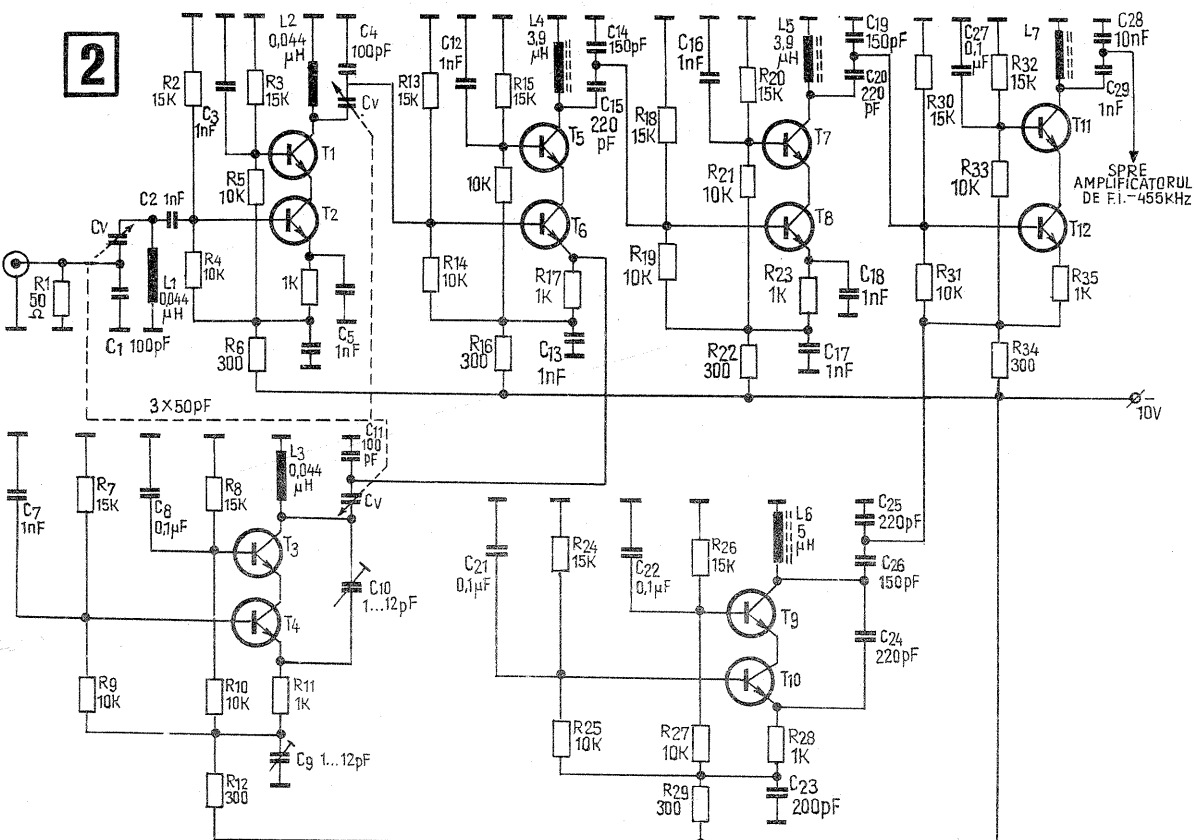 2
R2
15K
C3
1nF
R3
15K
L2
0,044
µH
C4
100pF
Cv
T1
R5
10K
T2
C2 1nF
Cv
R1
50
Ω
C1 100pF
L1
0,044
µH
R4
10K
1K
C5
1nF
R6
300
3×50pF
R13
15K
C12
1nF
R15
15K
L4
3,9
µH
C14
150pF
C15
220
pF
T5
10K
T6
R14
10K
R17
1K
R16
300
C13
1nF
C16
1nF
R18
15K
R20
15K
L5
3,9
µH
C19
150pF
C20
220
pF
T7
R21
10K
T8
R19
10K
R23
1K
C18
1nF
R22
300
C17
1nF
R30
15K
C27
0,1
µF
R32
15K
L7
C28
10nF
C29
1nF
T11
R33
10K
SPRE
AMPLIFICATORUL
DE F.I.-455KHz
T12
R31
10K
R35
1K
R34
300
-
10V
C7
1nF
R7
15K
C8
0,1µF
R8
15K
L3
0,044
µH
C11
100
pF
Cv
T3
C10
1...12pF
T4
R9
10K
R10
10K
R11
1K
C9 1...12pF
R12
300
C21
0,1µF
R24
15K
C22
0,1µF
R26
15K
L6
5
µH
C25
220pF
C26
150pF
T9
C24
220pF
T10
R25
10K
R27
10K
R28
1K
R29
300
C23
200pF